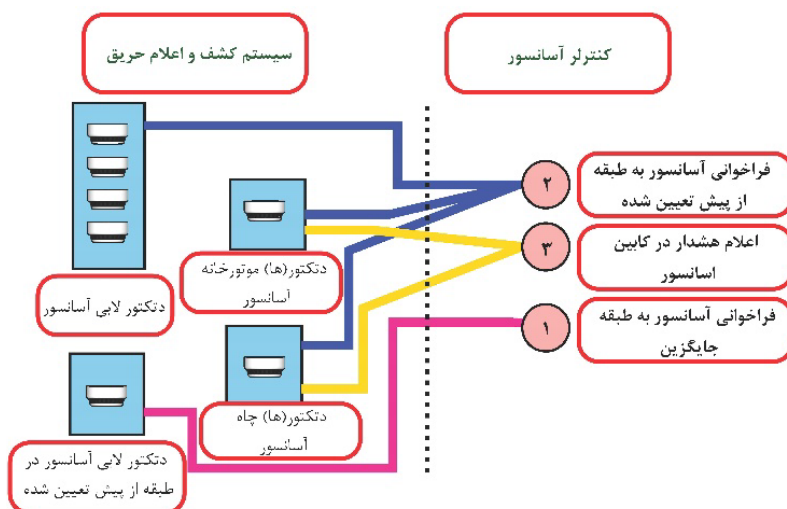 کنترلر آسانسور
سیستم کشف و اعلام حریق
فراخوانی آسانسور به طبقه
از پیش تعیین شده
۲
اعلام هشدار در کابین
اسانسور
۳
فراخوانی آسانسور به طبقه
جایگزین
۱
دتکتور(ها) موتورخانه
آسانسور
دتکتور لابی آسانسور
دتکتور(ها) چاه
آسانسور
دتکتور لابی آسانسور در
طبقه از پیش تعیین شده